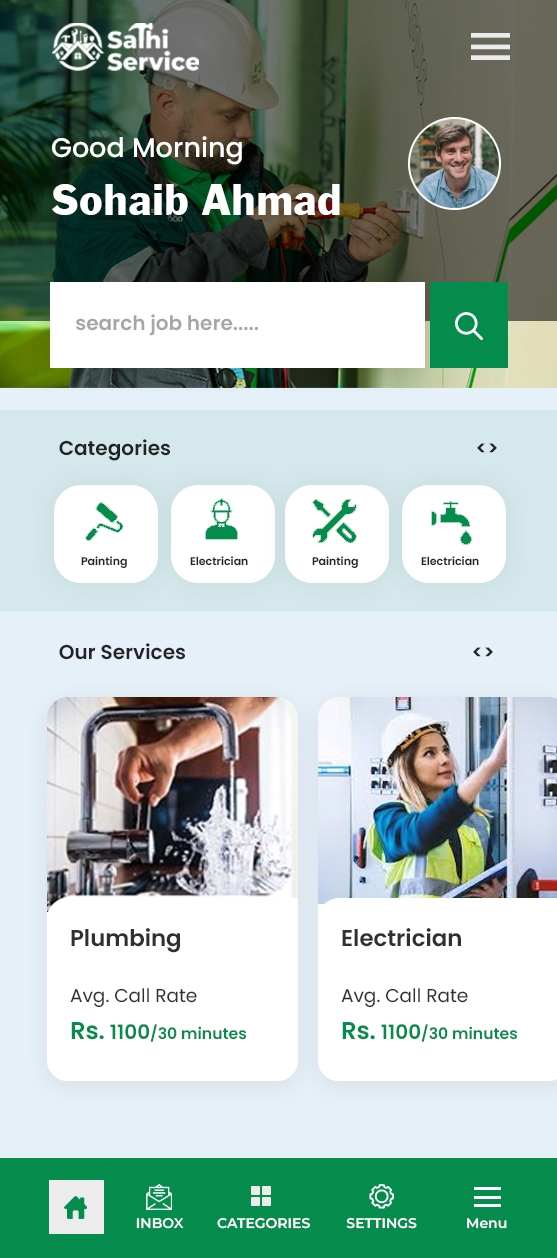 Sathi
Service
Good Morning
Sohaib Ahmad
search job here.....
Categories
< >
Painting
Electrician
Painting
Electrician
Our Services
< >
Plumbing
Avg. Call Rate
Rs. 1100/30 minutes
Electrician
Avg. Call Rate
Rs. 1100/30 minutes
INBOX
CATEGORIES
SETTINGS
Menu